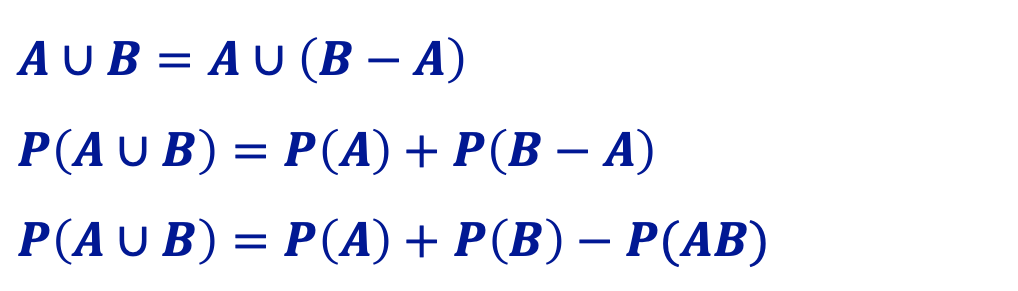 A ∪ B = A ∪ (B − A)
P(A ∪ B) = P(A) + P(B − A)
P(A ∪ B) = P(A) + P(B) − P(AB)